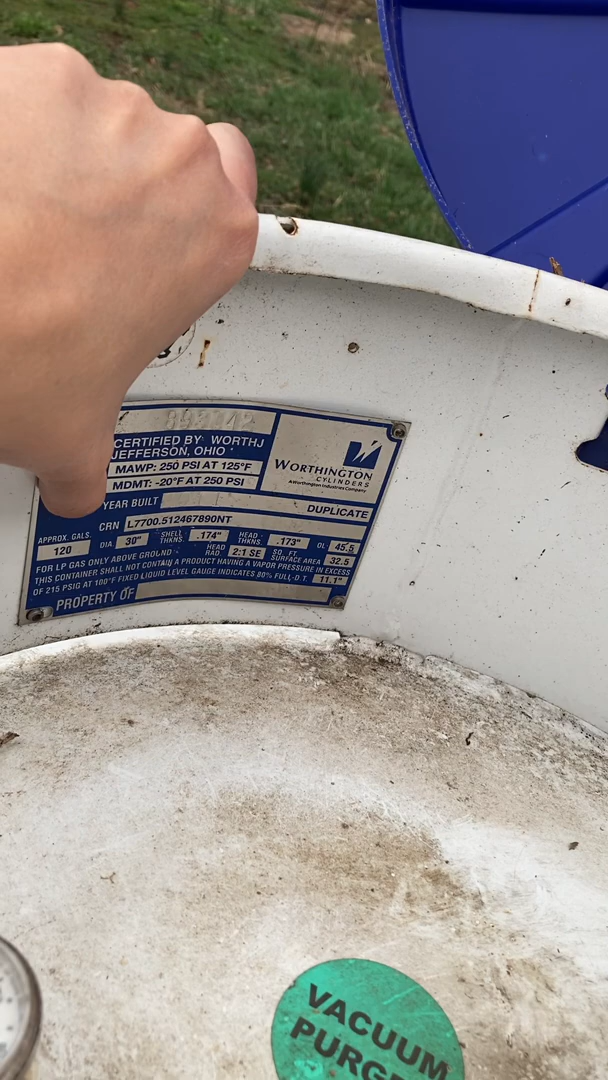 CERTIFIED BY WORTHJ
JEFFERSON, OHIO
MAWP: 250 PSI AT 125°F
MDMT: -20°F AT 250 PSI
WORTHINGTON
CYLINDERS
A Worthington Industries Company
YEAR BUILT DUPLICATE
CRN L7700.512467890NT
APPROX. GALS. 120 DIA 30" SHELL THKNS. .174" HEAD THKNS. .173" OL 45.5
HEAD RAD. 2:1 SE SQ. FT. SURFACE AREA 32.5
FOR LP GAS ONLY ABOVE GROUND
THIS CONTAINER SHALL NOT CONTAIN A PRODUCT HAVING A VAPOR PRESSURE IN EXCESS
OF 215 PSIG AT 100°F FIXED LIQUID LEVEL GAUGE INDICATES 80% FULL-D.T. 11.1"
PROPERTY OF
VACUUM
PURGE